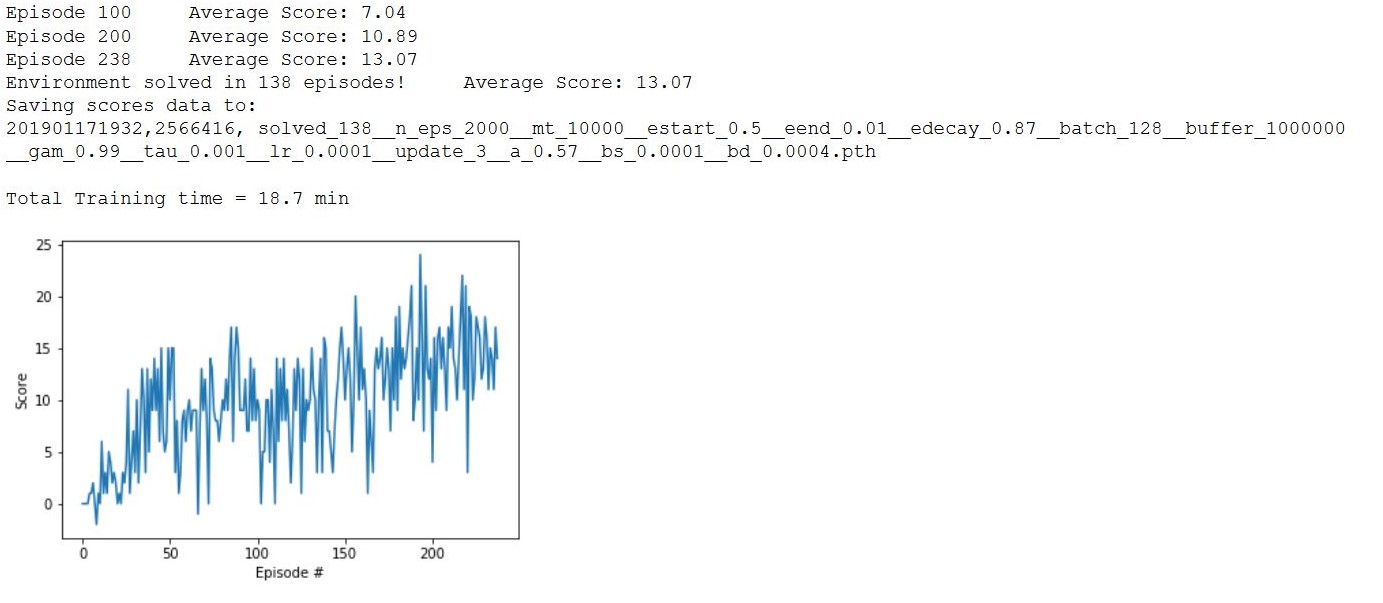 Episode 100     Average Score: 7.04
Episode 200     Average Score: 10.89
Episode 238     Average Score: 13.07
Environment solved in 138 episodes!     Average Score: 13.07
Saving scores data to:
201901171932,2566416, solved_138__n_eps_2000__mt_10000__estart_0.5__eend_0.01__edecay_0.87__batch_128__buffer_1000000
__gam_0.99__tau_0.001__lr_0.0001__update_3__a_0.57__bs_0.0001__bd_0.0004.pth
Total Training time = 18.7 min
25
20
15
10
5
0
Score
0 50 100 150 200
Episode #